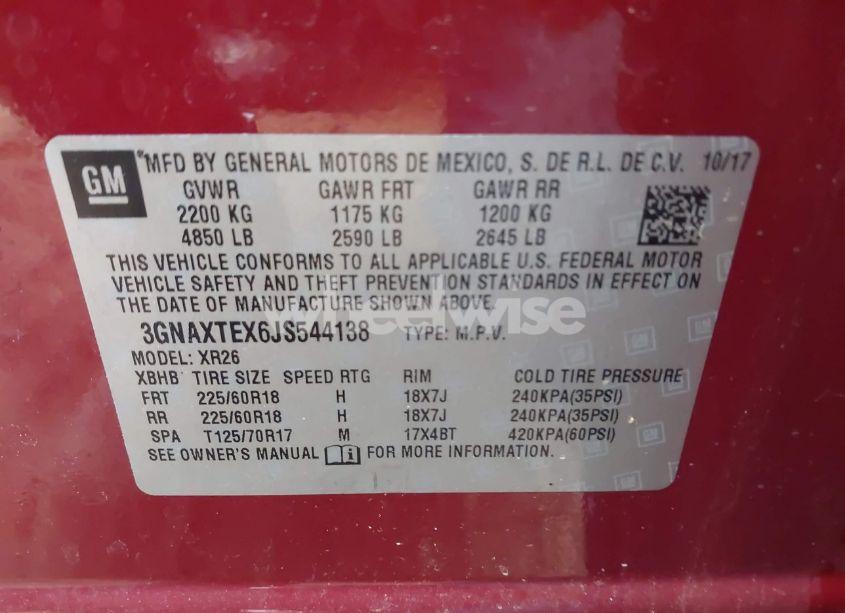 GM
*MFD BY GENERAL MOTORS DE MEXICO, S. DE R.L. DE C.V. 10/17
GVWR GAWR FRT GAWR RR
2200 KG 1175 KG 1200 KG
4850 LB 2590 LB 2645 LB
THIS VEHICLE CONFORMS TO ALL APPLICABLE U.S. FEDERAL MOTOR
VEHICLE SAFETY AND THEFT PREVENTION STANDARDS IN EFFECT ON
THE DATE OF MANUFACTURE SHOWN ABOVE.
wheelwise
3GNAXTEX6JS544138 TYPE: M.P.V.
MODEL: XR26
XBHB TIRE SIZE SPEED RTG RIM COLD TIRE PRESSURE
FRT 225/60R18 H 18X7J 240KPA(35PSI)
RR 225/60R18 H 18X7J 240KPA(35PSI)
SPA T125/70R17 M 17X4BT 420KPA(60PSI)
SEE OWNER'S MANUAL FOR MORE INFORMATION.